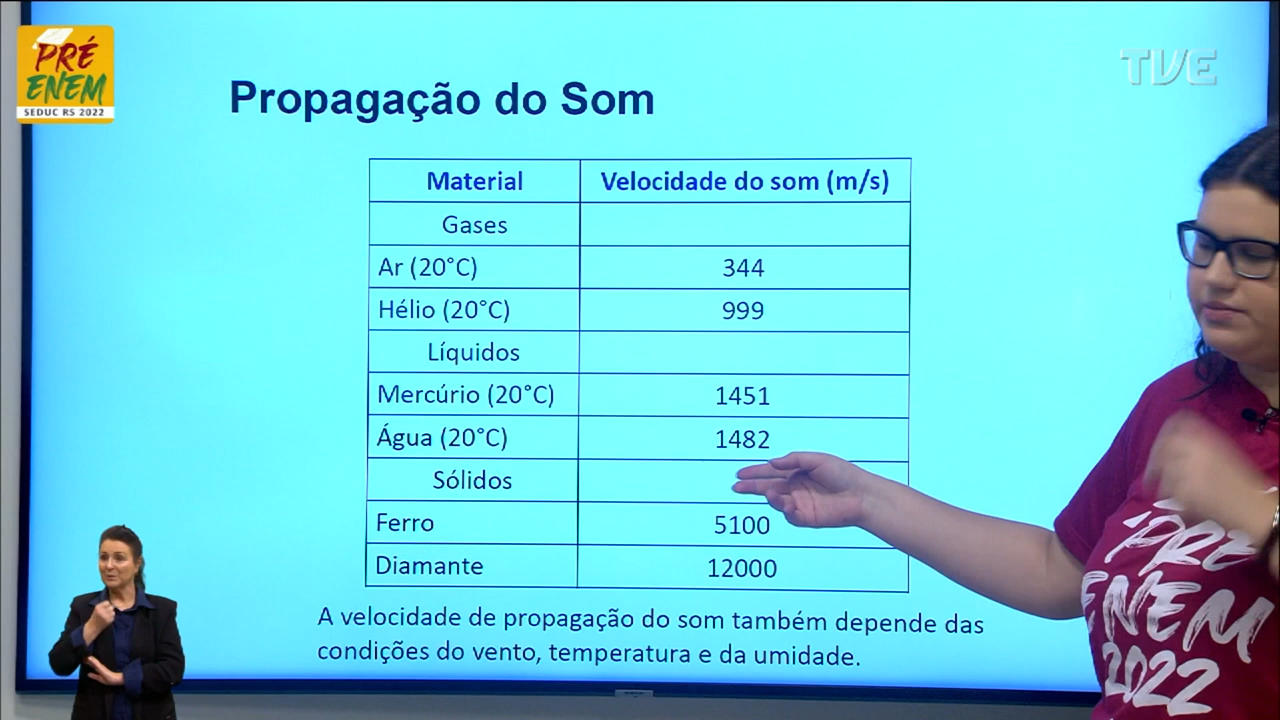 PRÉ
ENEM
SEDUC RS 2022
TVE
Propagação do Som
Material Velocidade do som (m/s)
Gases
Ar (20°C) 344
Hélio (20°C) 999
Líquidos
Mercúrio (20°C) 1451
Água (20°C) 1482
Sólidos
Ferro 5100
Diamante 12000
A velocidade de propagação do som também depende das
condições do vento, temperatura e da umidade.
PRÉ
ENEM
2022